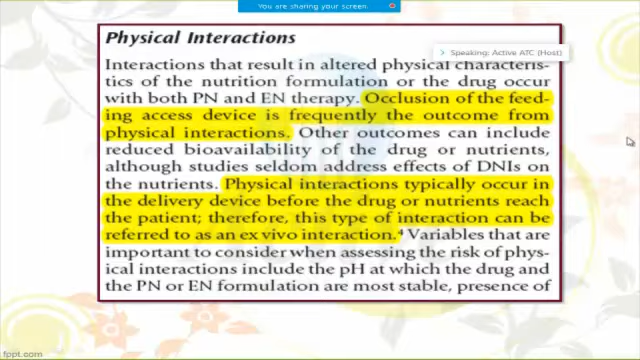 You are sharing your screen.
Physical Interactions
Speaking: Active ATC (Host)
Interactions that result in altered physical characteris-
tics of the nutrition formulation or the drug occur
with both PN and EN therapy. Occlusion of the feed-
ing access device is frequently the outcome from
physical interactions. Other outcomes can include
reduced bioavailability of the drug or nutrients,
although studies seldom address effects of DNIs on
the nutrients. Physical interactions typically occur in
the delivery device before the drug or nutrients reach
the patient; therefore, this type of interaction can be
referred to as an ex vivo interaction.⁴ Variables that are
important to consider when assessing the risk of phys-
ical interactions include the pH at which the drug and
the PN or EN formulation are most stable, presence of
fppt.com